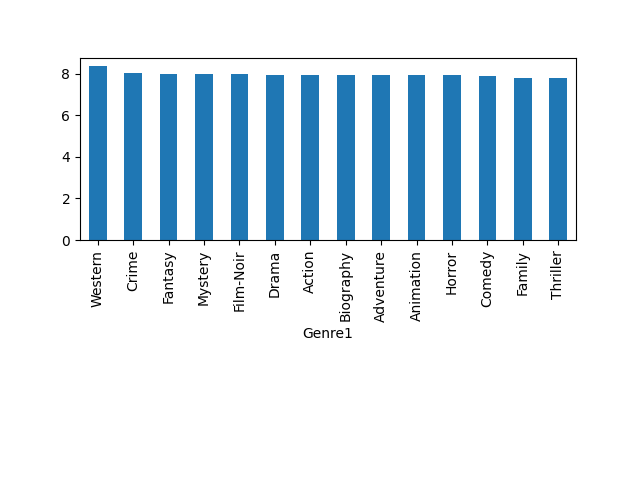 8
6
4
2
0
Western
Crime
Fantasy
Mystery
Film-Noir
Drama
Action
Biography
Adventure
Animation
Horror
Comedy
Family
Thriller
Genre1